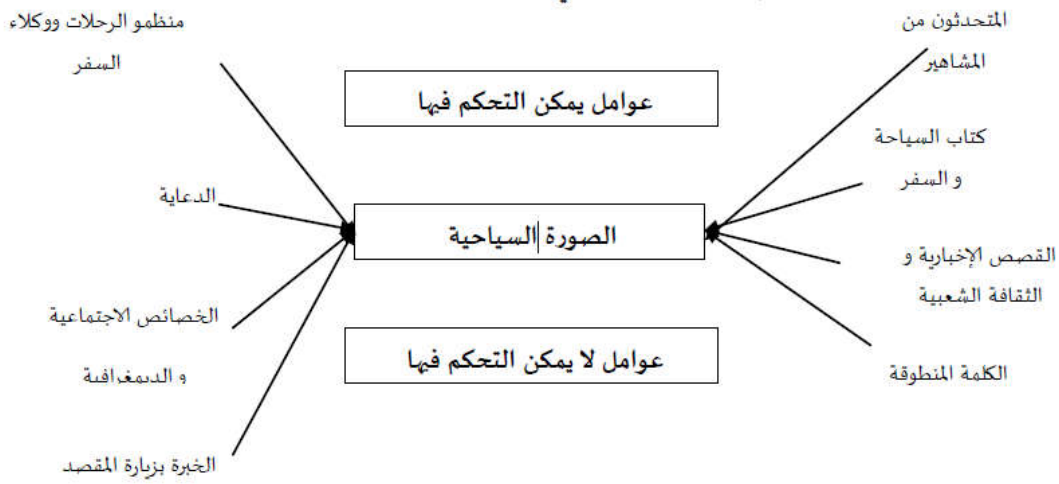 المتحدثون من
المشاهير
منظمو الرحلات ووكلاء
السفر
عوامل يمكن التحكم فيها
كتاب السياحة
و السفر
الدعاية
الصورة السياحية
القصص الإخبارية و
الثقافة الشعبية
الخصائص الاجتماعية
و الديمغرافية
عوامل لا يمكن التحكم فيها
الكلمة المنطوقة
الخبرة بزيارة المقصد